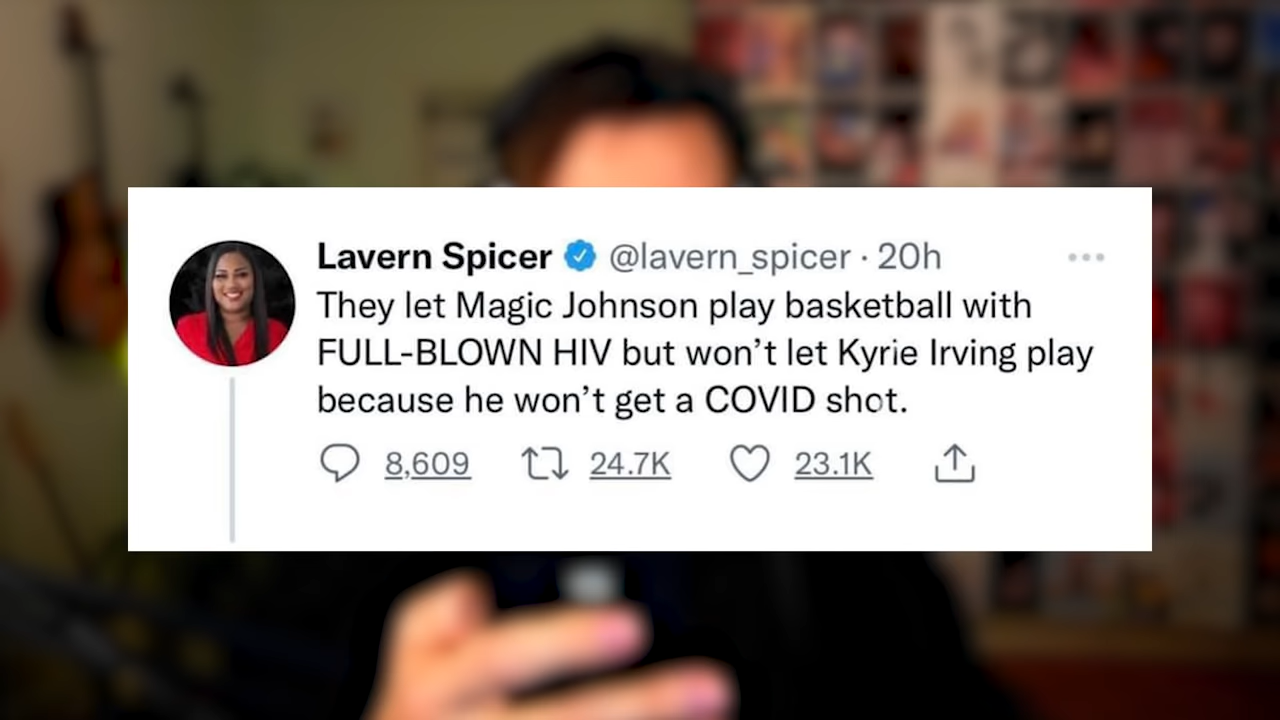 Lavern Spicer @lavern_spicer · 20h
They let Magic Johnson play basketball with
FULL-BLOWN HIV but won’t let Kyrie Irving play
because he won’t get a COVID shot.
8,609 24.7K 23.1K